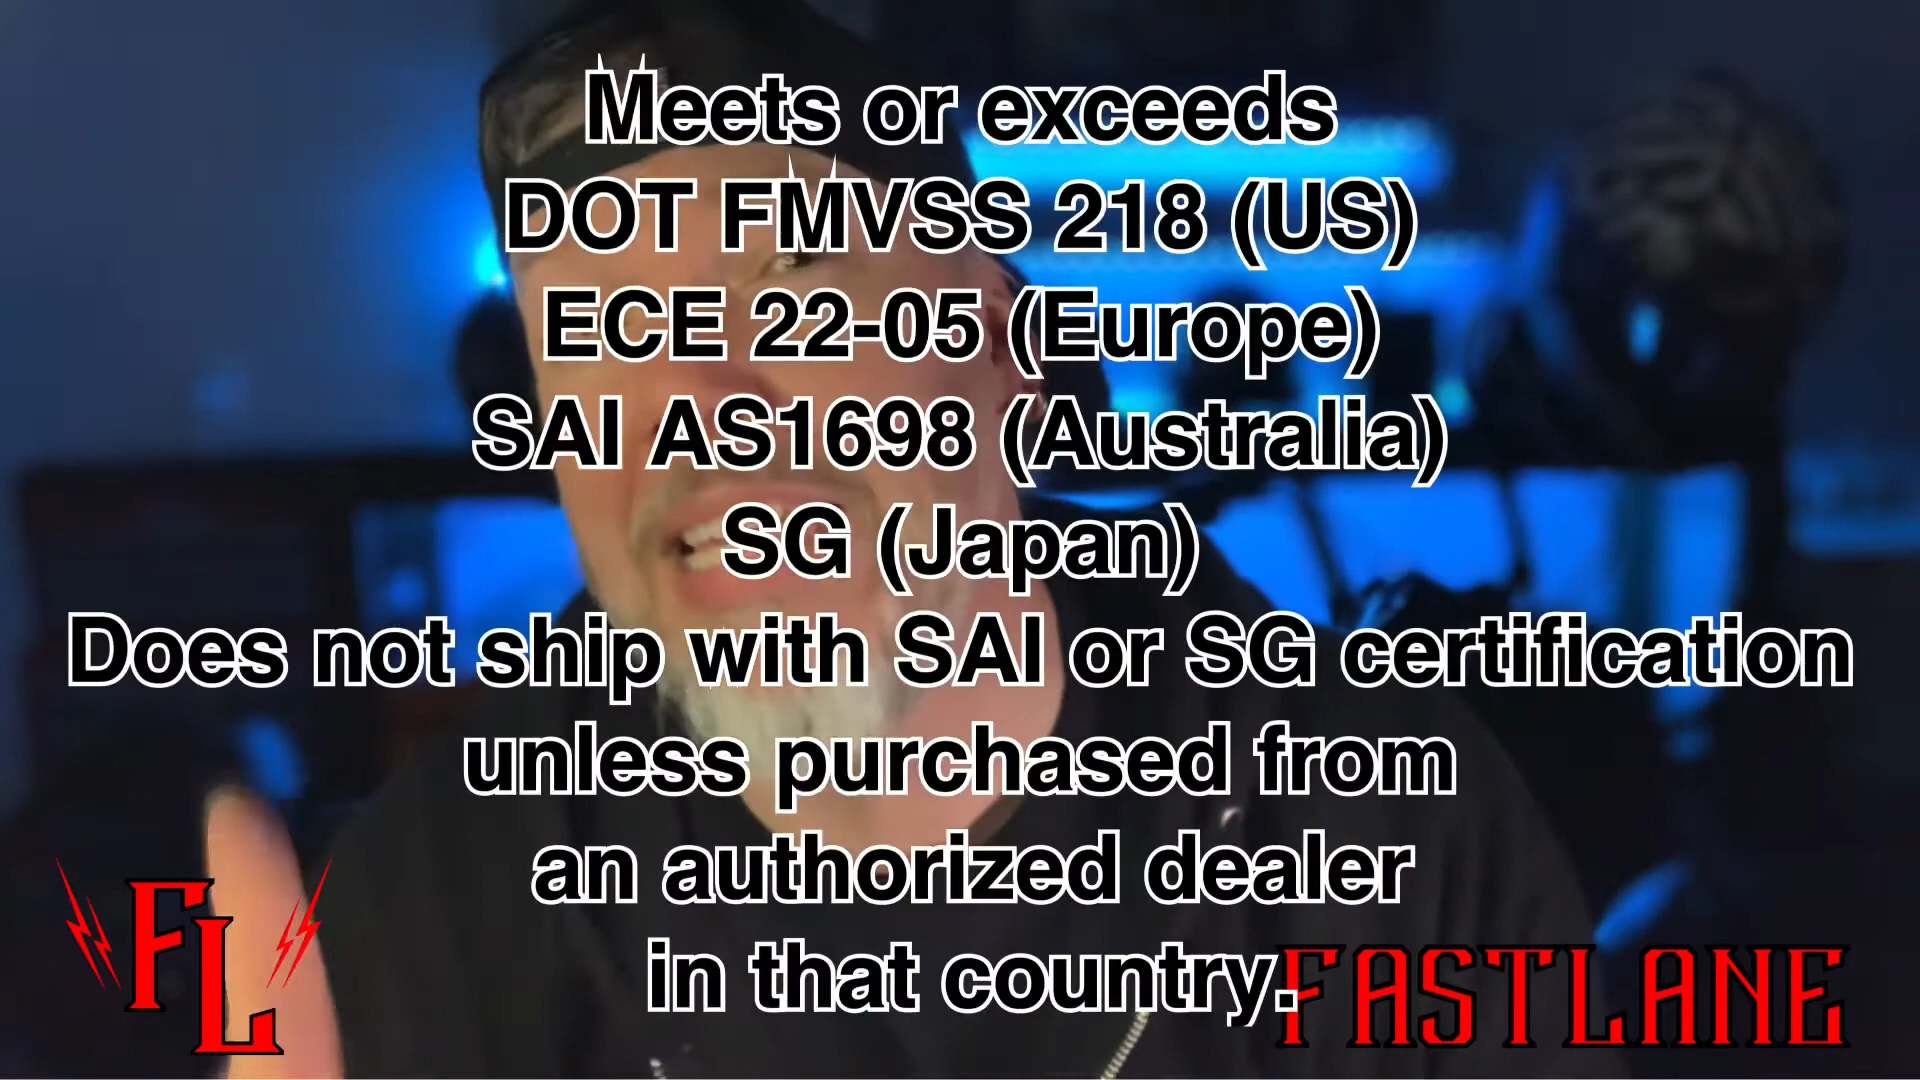 Meets or exceeds
DOT FMVSS 218 (US)
ECE 22-05 (Europe)
SAI AS1698 (Australia)
SG (Japan)
Does not ship with SAI or SG certification
unless purchased from
an authorized dealer
in that country.
FL
FASTLANE